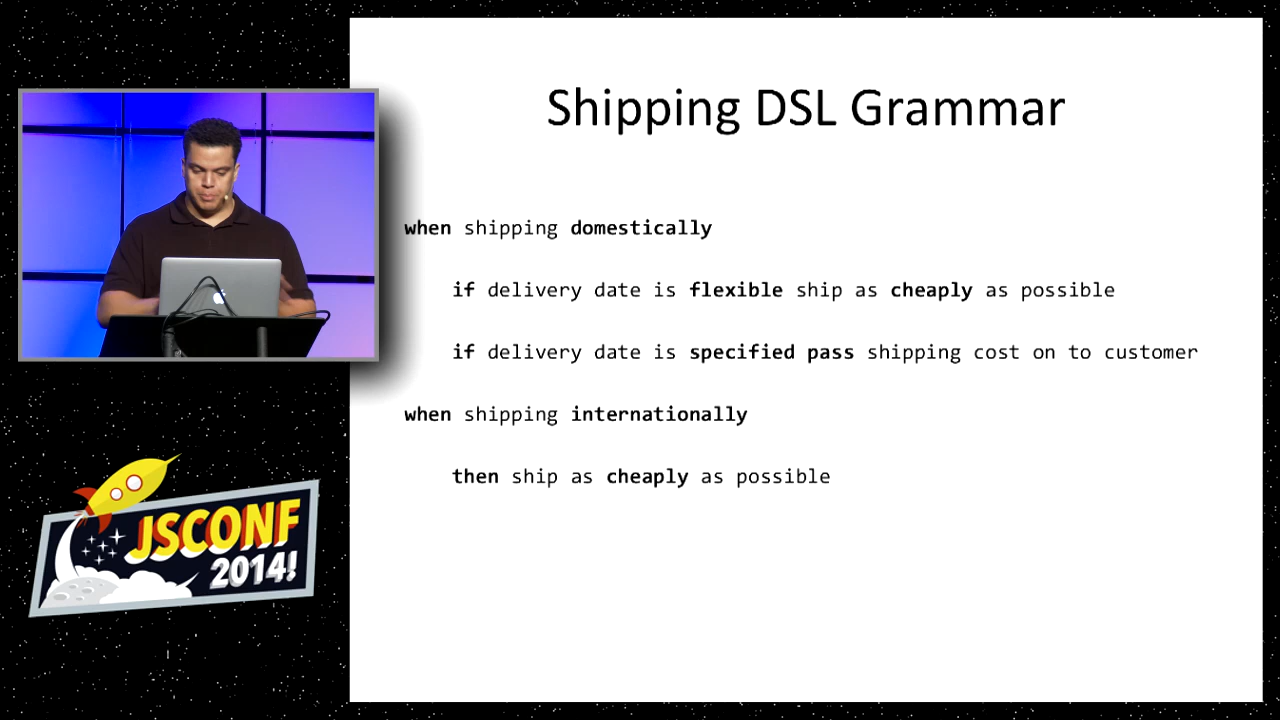 Shipping DSL Grammar
when shipping domestically
if delivery date is flexible ship as cheaply as possible
if delivery date is specified pass shipping cost on to customer
when shipping internationally
then ship as cheaply as possible
JSCONF
2014!